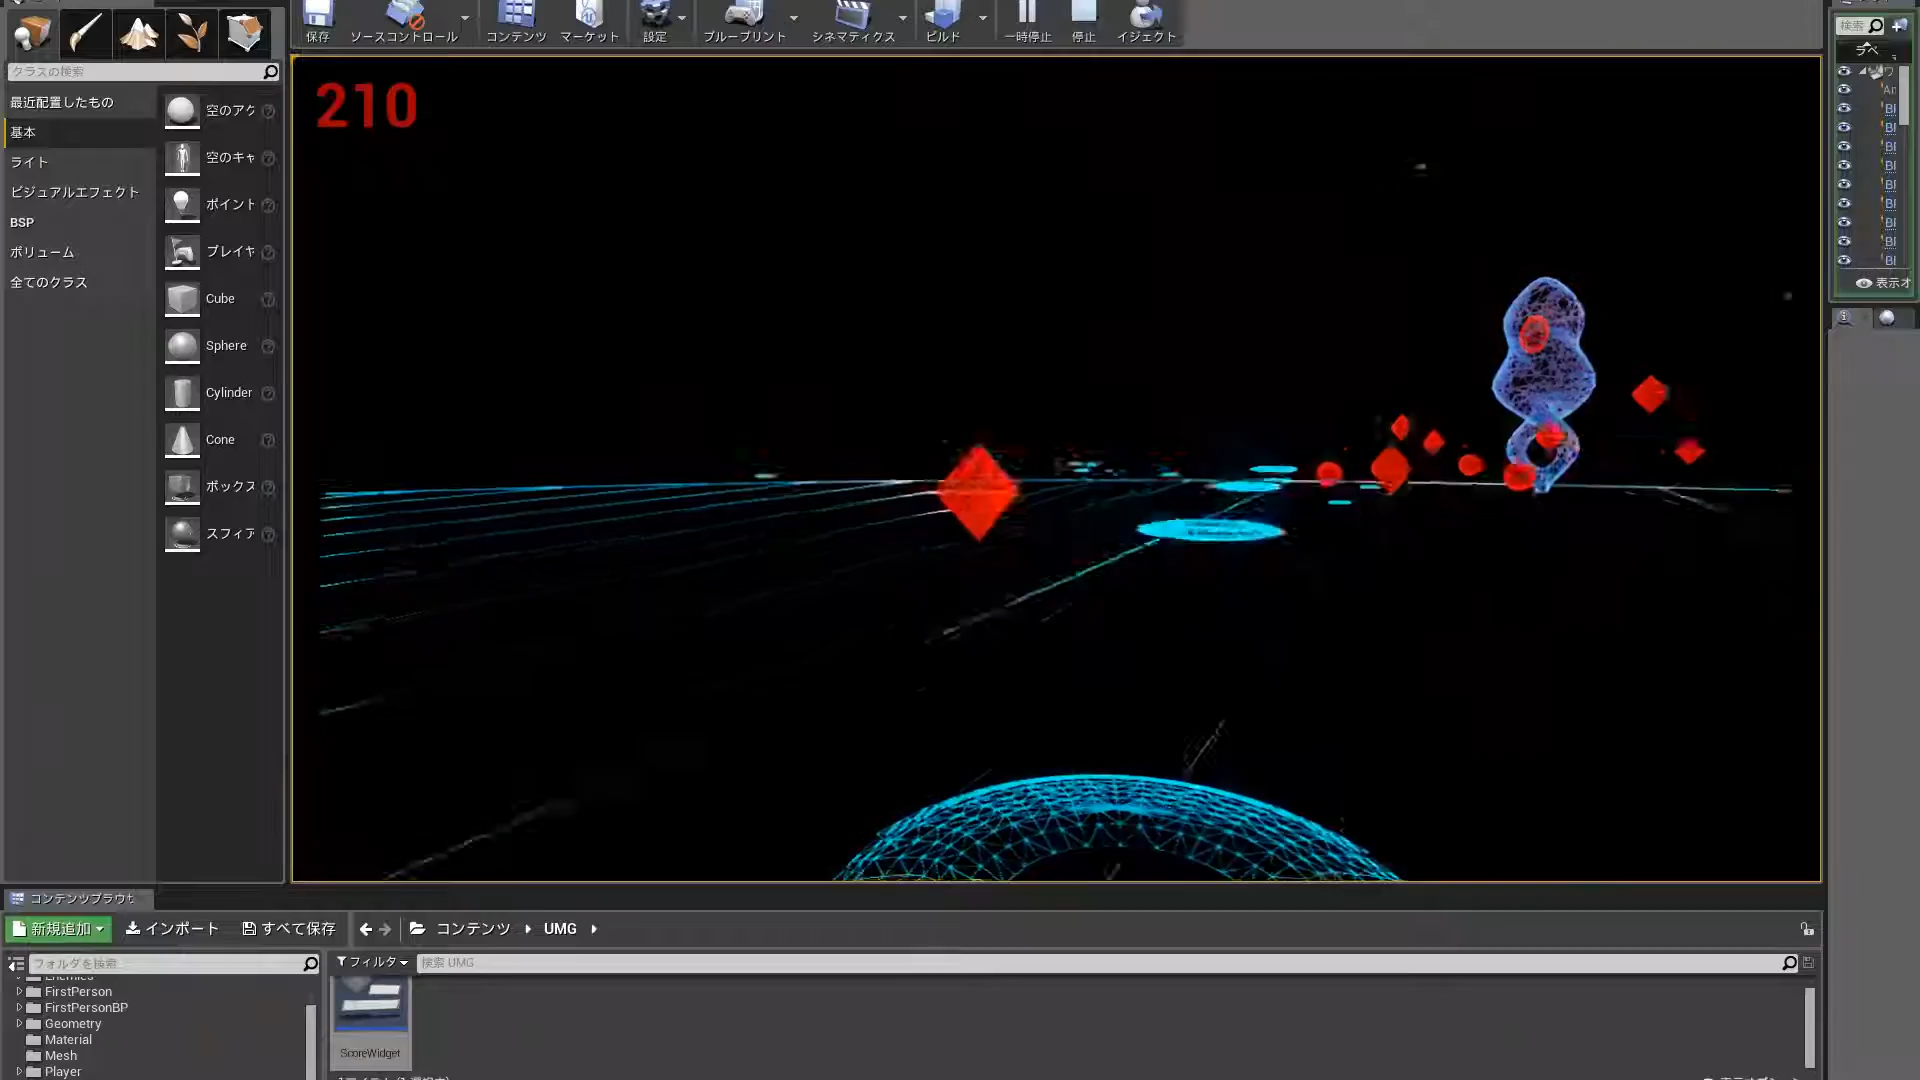 保存 ソースコントロール コンテンツ マーケット 設定 ブループリント シネマティクス ビルド 一時停止 停止 イジェクト
検索
クラスの検索
ラベ
最近配置したもの
基本
ライト
ビジュアルエフェクト
BSP
ボリューム
全てのクラス
空のアク
空のキャ
ポイント
プレイヤ
Cube
Sphere
Cylinder
Cone
ボックス
スフィア
210
表示オ
コンテンツブラウザ
新規追加 インポート すべて保存 コンテンツ UMG
フォルダを検索
フィルタ 検索 UMG
Enemies
FirstPerson
FirstPersonBP
Geometry
Material
Mesh
Player
ScoreWidget